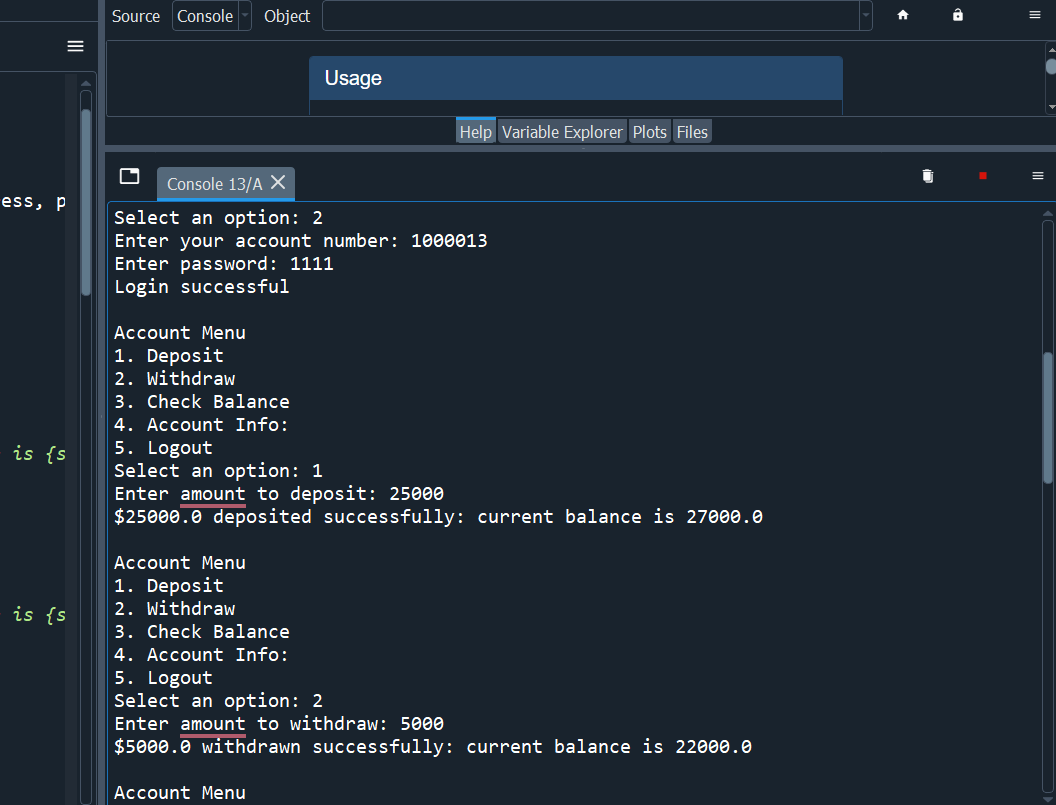 Source Console Object
Usage
Help Variable Explorer Plots Files
Console 13/A
ess, p
Select an option: 2
Enter your account number: 1000013
Enter password: 1111
Login successful
Account Menu
1. Deposit
2. Withdraw
3. Check Balance
4. Account Info:
5. Logout
is {s
Select an option: 1
Enter amount to deposit: 25000
$25000.0 deposited successfully: current balance is 27000.0
Account Menu
1. Deposit
2. Withdraw
is {s
3. Check Balance
4. Account Info:
5. Logout
Select an option: 2
Enter amount to withdraw: 5000
$5000.0 withdrawn successfully: current balance is 22000.0
Account Menu